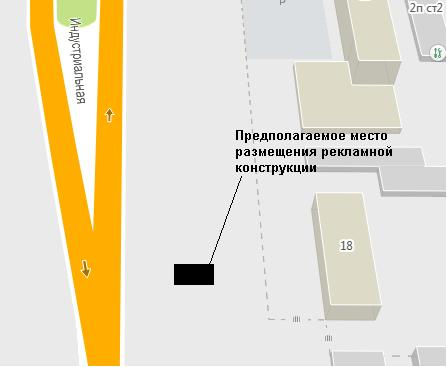 2п ст2
P
Индустриальная
Предполагаемое место
размещения рекламной
конструкции
18